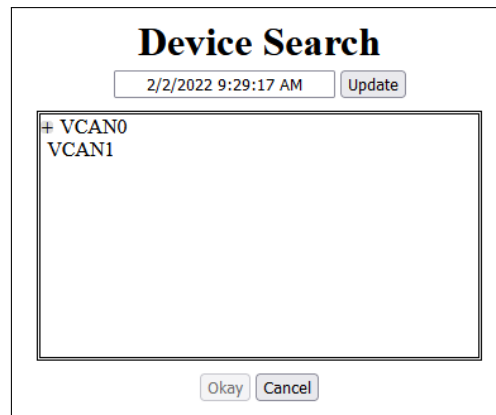 Device Search
2/2/2022 9:29:17 AM Update
+ VCAN0
VCAN1
Okay Cancel